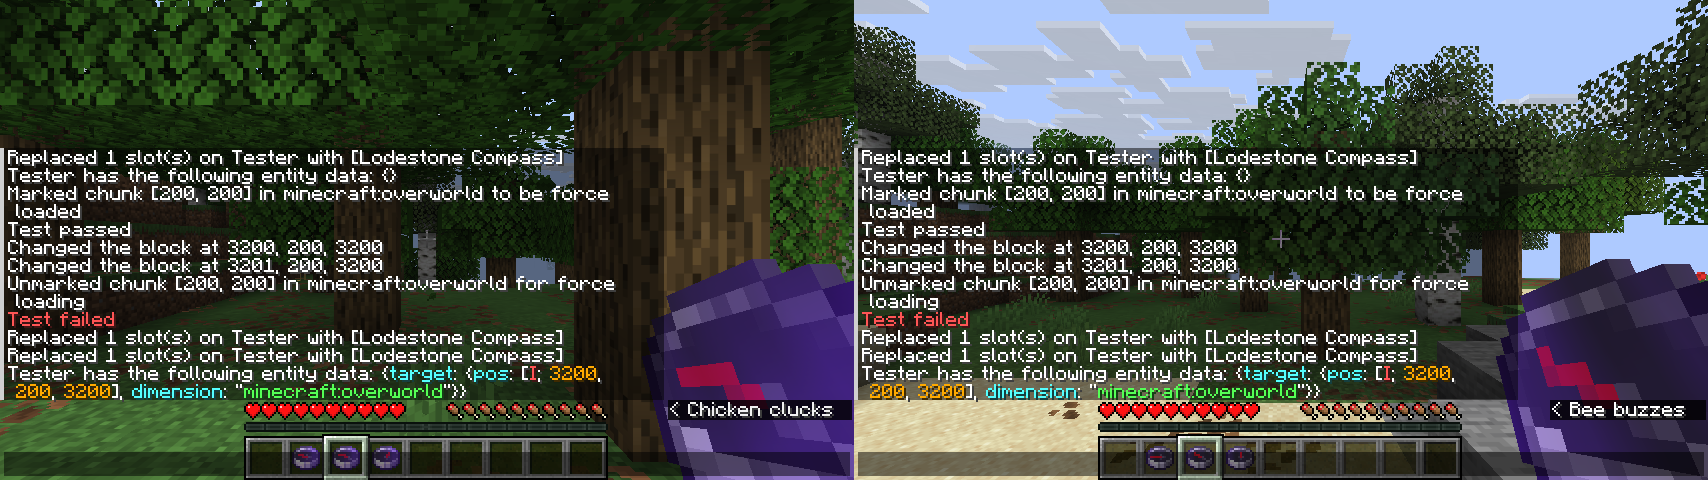 Replaced 1 slot(s) on Tester with [Lodestone Compass]
Tester has the following entity data: {}
Marked chunk [200, 200] in minecraft:overworld to be force
loaded
Test passed
Changed the block at 3200, 200, 3200
Changed the block at 3201, 200, 3200
Unmarked chunk [200, 200] in minecraft:overworld for force
loading
Test failed
Replaced 1 slot(s) on Tester with [Lodestone Compass]
Replaced 1 slot(s) on Tester with [Lodestone Compass]
Tester has the following entity data: {target: {pos: [I; 3200,
200, 3200], dimension: "minecraft:overworld"}}
< Chicken clucks
Replaced 1 slot(s) on Tester with [Lodestone Compass]
Tester has the following entity data: {}
Marked chunk [200, 200] in minecraft:overworld to be force
loaded
Test passed
Changed the block at 3200, 200, 3200
Changed the block at 3201, 200, 3200
Unmarked chunk [200, 200] in minecraft:overworld for force
loading
Test failed
Replaced 1 slot(s) on Tester with [Lodestone Compass]
Replaced 1 slot(s) on Tester with [Lodestone Compass]
Tester has the following entity data: {target: {pos: [I; 3200,
200, 3200], dimension: "minecraft:overworld"}}
< Bee buzzes